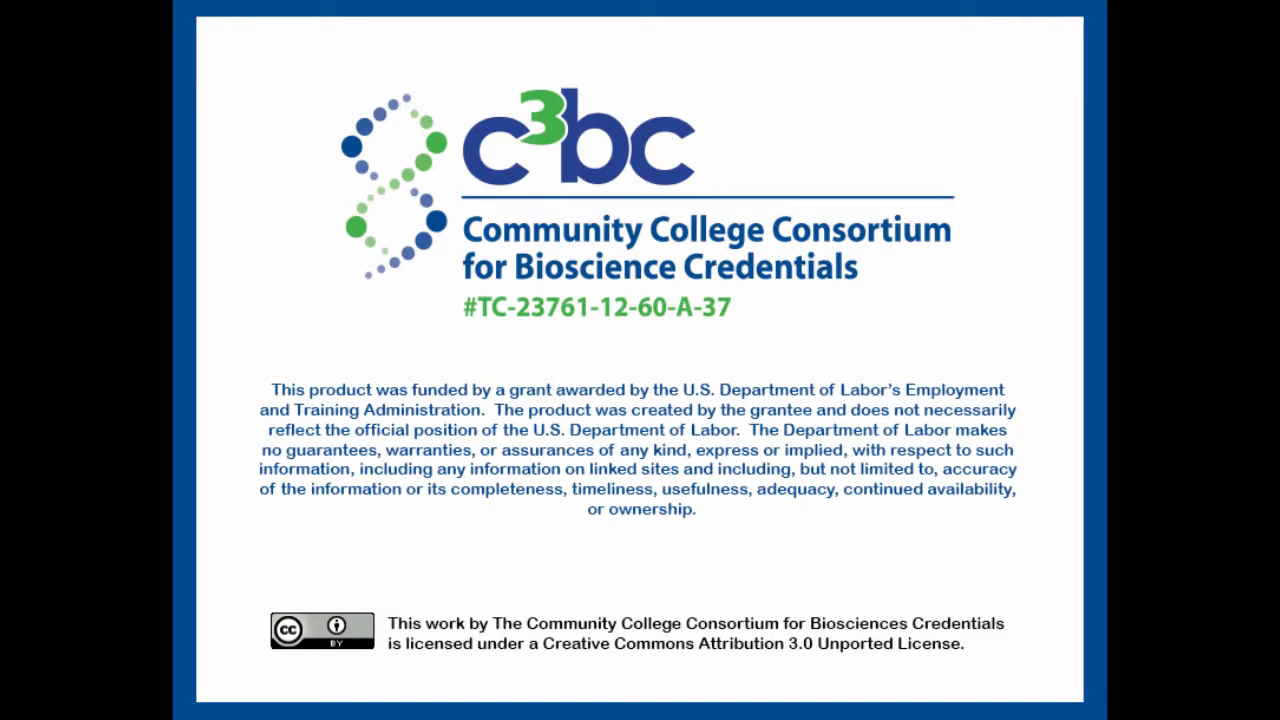 c³bc
Community College Consortium
for Bioscience Credentials
#TC-23761-12-60-A-37
This product was funded by a grant awarded by the U.S. Department of Labor’s Employment
and Training Administration.  The product was created by the grantee and does not necessarily
reflect the official position of the U.S. Department of Labor.  The Department of Labor makes
no guarantees, warranties, or assurances of any kind, express or implied, with respect to such
information, including any information on linked sites and including, but not limited to, accuracy
of the information or its completeness, timeliness, usefulness, adequacy, continued availability,
or ownership.
cc
BY
This work by The Community College Consortium for Biosciences Credentials
is licensed under a Creative Commons Attribution 3.0 Unported License.